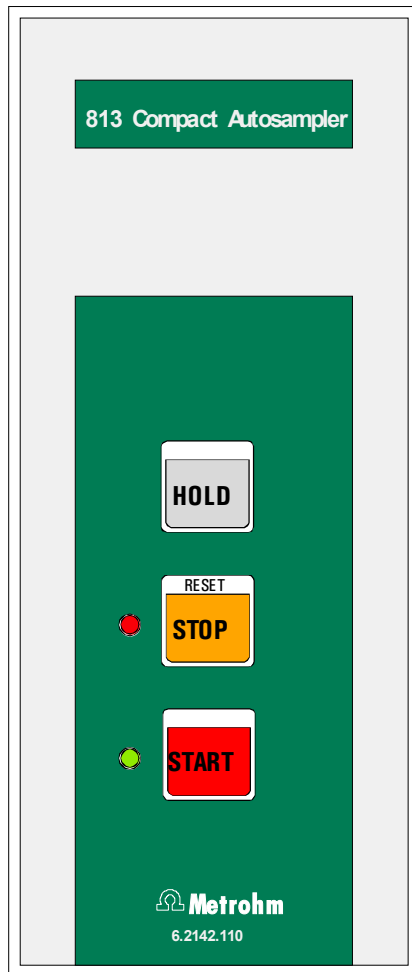 813 Compact Autosampler
HOLD
RESET
STOP
START
Metrohm
6.2142.110